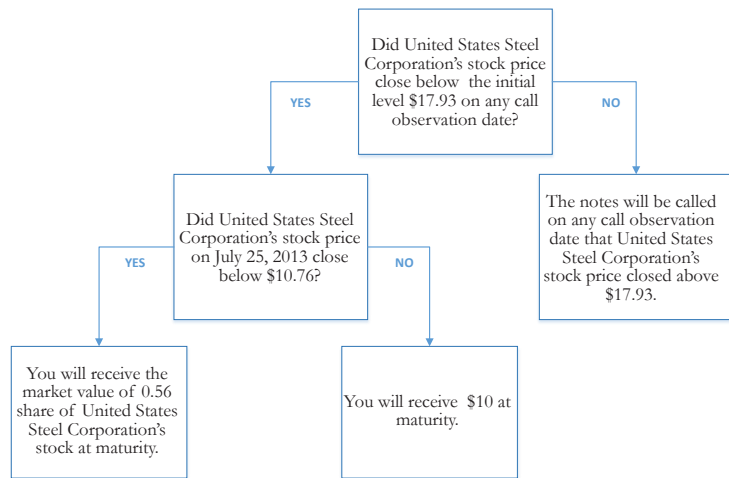 Did United States Steel
Corporation's stock price
close below the initial
level $17.93 on any call
observation date?
YES
NO
Did United States Steel
Corporation's stock price
on July 25, 2013 close
below $10.76?
The notes will be called
on any call observation
date that United States
Steel Corporation's
stock price closed above
$17.93.
YES
NO
You will receive the
market value of 0.56
share of United States
Steel Corporation's
stock at maturity.
You will receive $10 at
maturity.